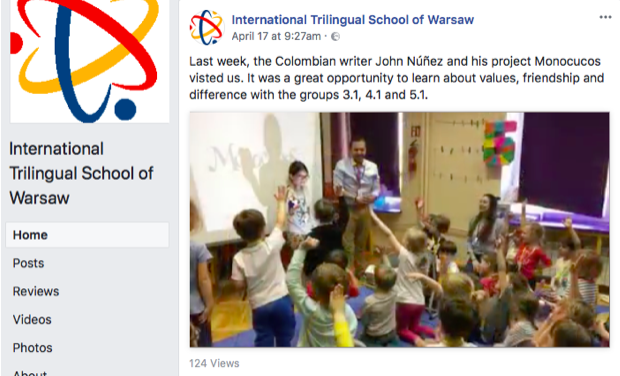 International Trilingual School of Warsaw
April 17 at 9:27am ·
Last week, the Colombian writer John Núñez and his project Monocucos
visted us. It was a great opportunity to learn about values, friendship and
difference with the groups 3.1, 4.1 and 5.1.
124 Views
International
Trilingual School of
Warsaw
Home
Posts
Reviews
Videos
Photos
About